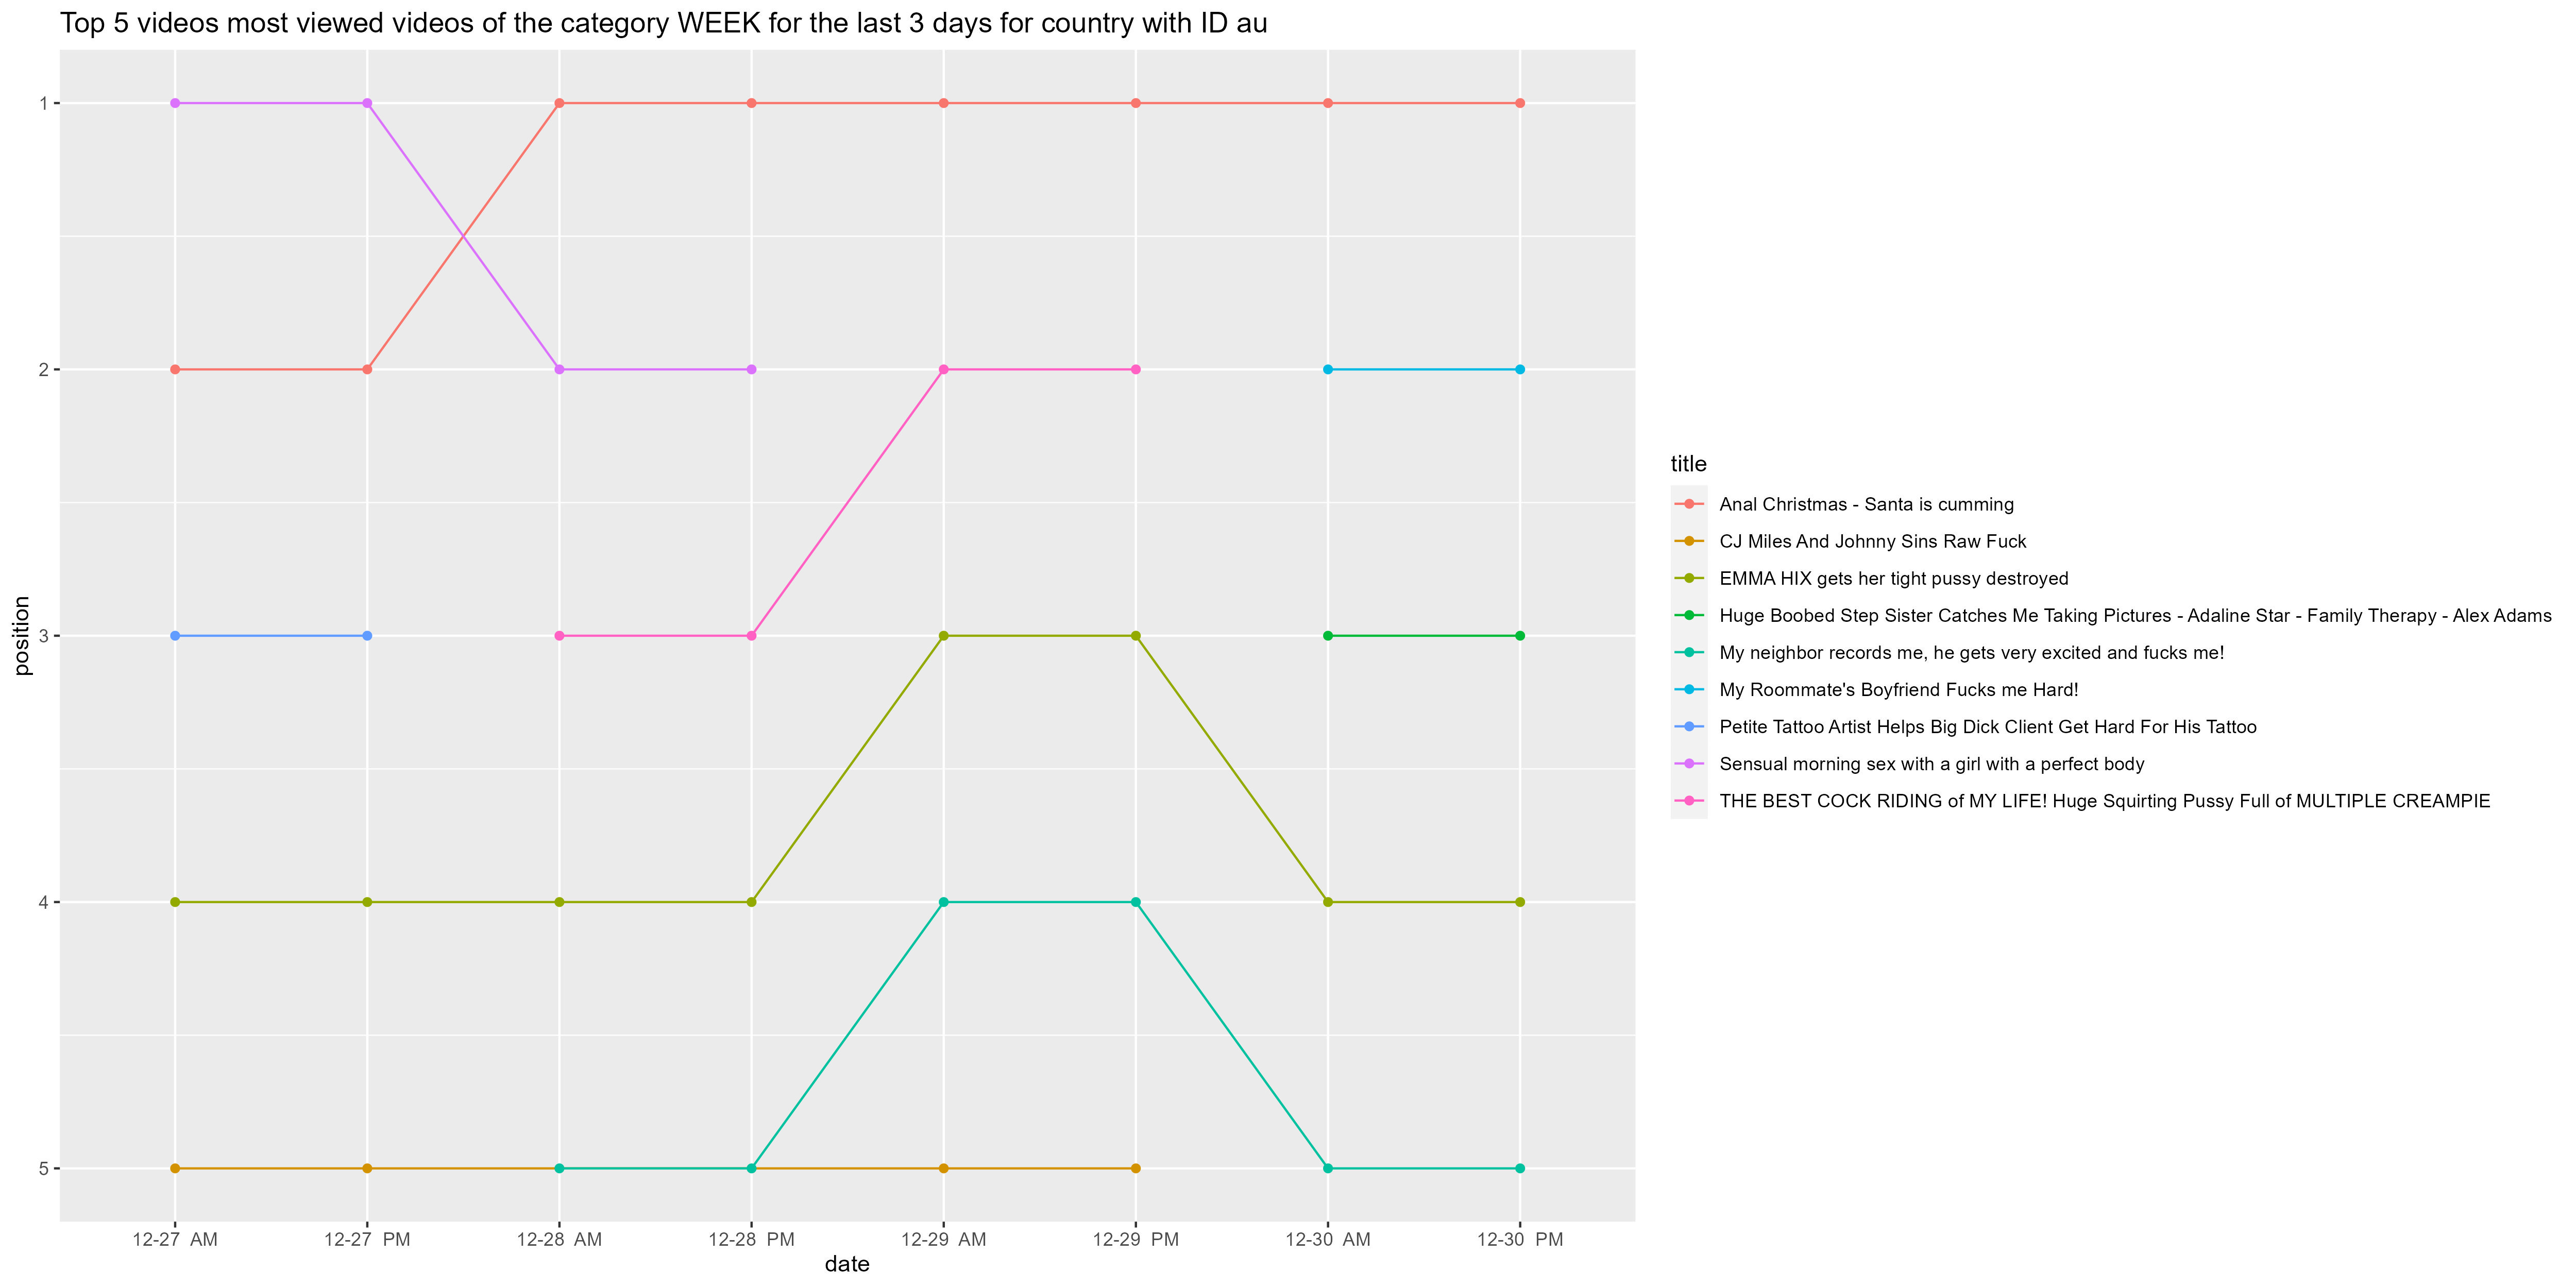 Top 5 videos most viewed videos of the category WEEK for the last 3 days for country with ID au
1
2
3
4
5
position
12-27 AM
12-27 PM
12-28 AM
12-28 PM
12-29 AM
12-29 PM
12-30 AM
12-30 PM
date
title
Anal Christmas - Santa is cumming
CJ Miles And Johnny Sins Raw Fuck
EMMA HIX gets her tight pussy destroyed
Huge Boobed Step Sister Catches Me Taking Pictures - Adaline Star - Family Therapy - Alex Adams
My neighbor records me, he gets very excited and fucks me!
My Roommate's Boyfriend Fucks me Hard!
Petite Tattoo Artist Helps Big Dick Client Get Hard For His Tattoo
Sensual morning sex with a girl with a perfect body
THE BEST COCK RIDING of MY LIFE! Huge Squirting Pussy Full of MULTIPLE CREAMPIE